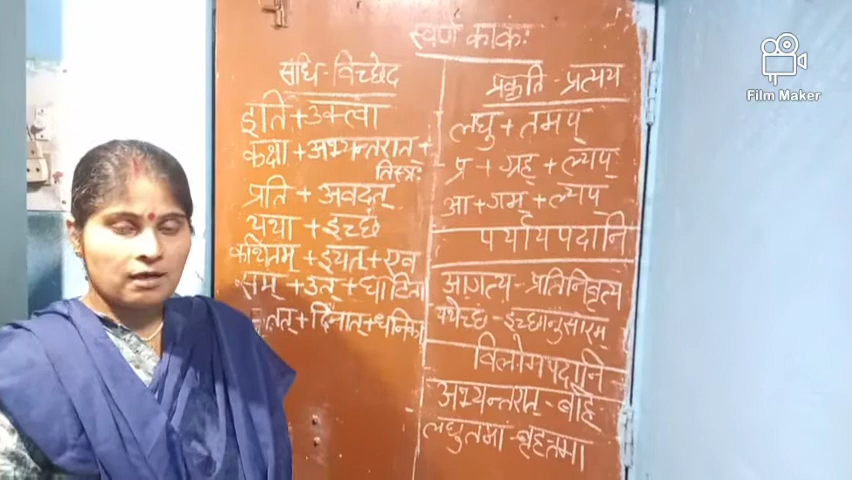 स्वर्ण काकः
संधि-विच्छेद
इति+उक्त्वा
कक्षा+अभ्यन्तरात्+
तिस्त्रः
प्रति+अवदत्
यथा+इच्छं
कथितम्+इयत्+एव
सम्+उत्+घाटिता
दिनात्+धनिका
प्रकृति-प्रत्यय
लघु+तमप्
प्र+ग्रह्+ल्यप्
आ+गम्+ल्यप्
पर्यायपदानि
आगत्य-प्रतिनिवृत्य
यथेच्छ-इच्छानुसारम्
विलोमपदानि
अभ्यन्तरात्-बहि
लघुतमा-बृहत्तमा
Film Maker